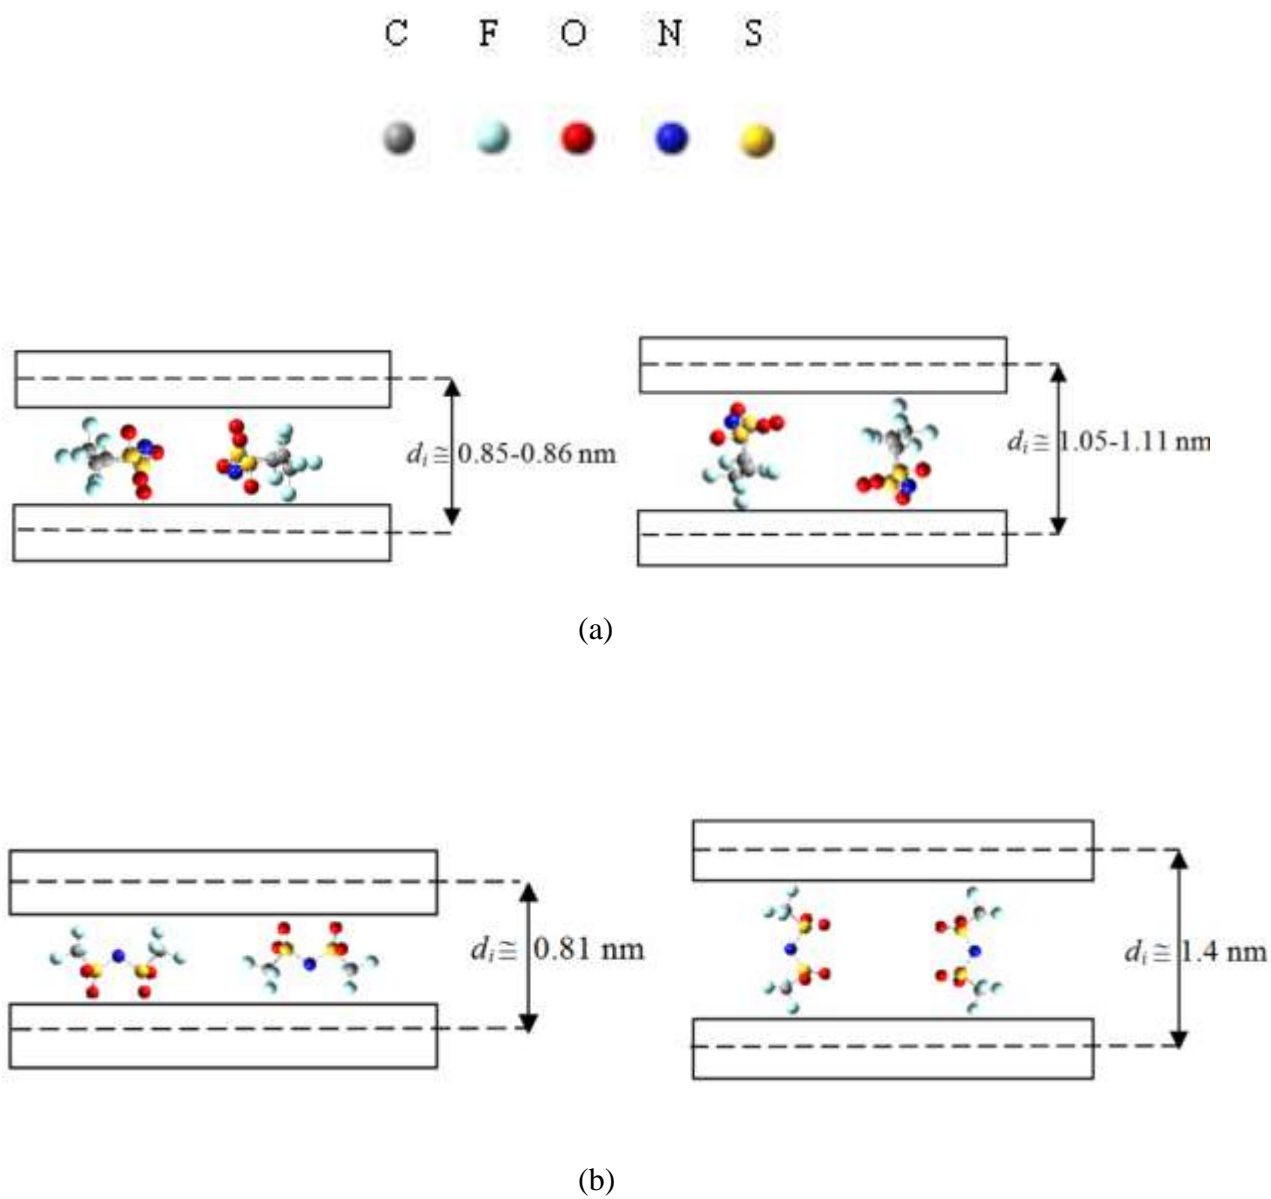 C F O N S
dᵢ ≅ 0.85-0.86 nm
dᵢ ≅ 1.05-1.11 nm
(a)
dᵢ ≅ 0.81 nm
dᵢ ≅ 1.4 nm
(b)